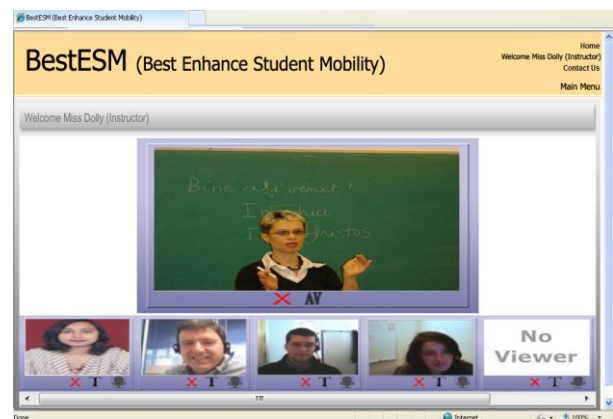 BestESM (Best Enhance Student Mobility)
BestESM (Best Enhance Student Mobility)
Home
Welcome Miss Dolly (Instructor)
Contact Us
Main Menu
Welcome Miss Dolly (Instructor)
Bine ați venit!
X AV
X T
X T
X T
X T
No
Viewer
X T
Done
Internet
100%